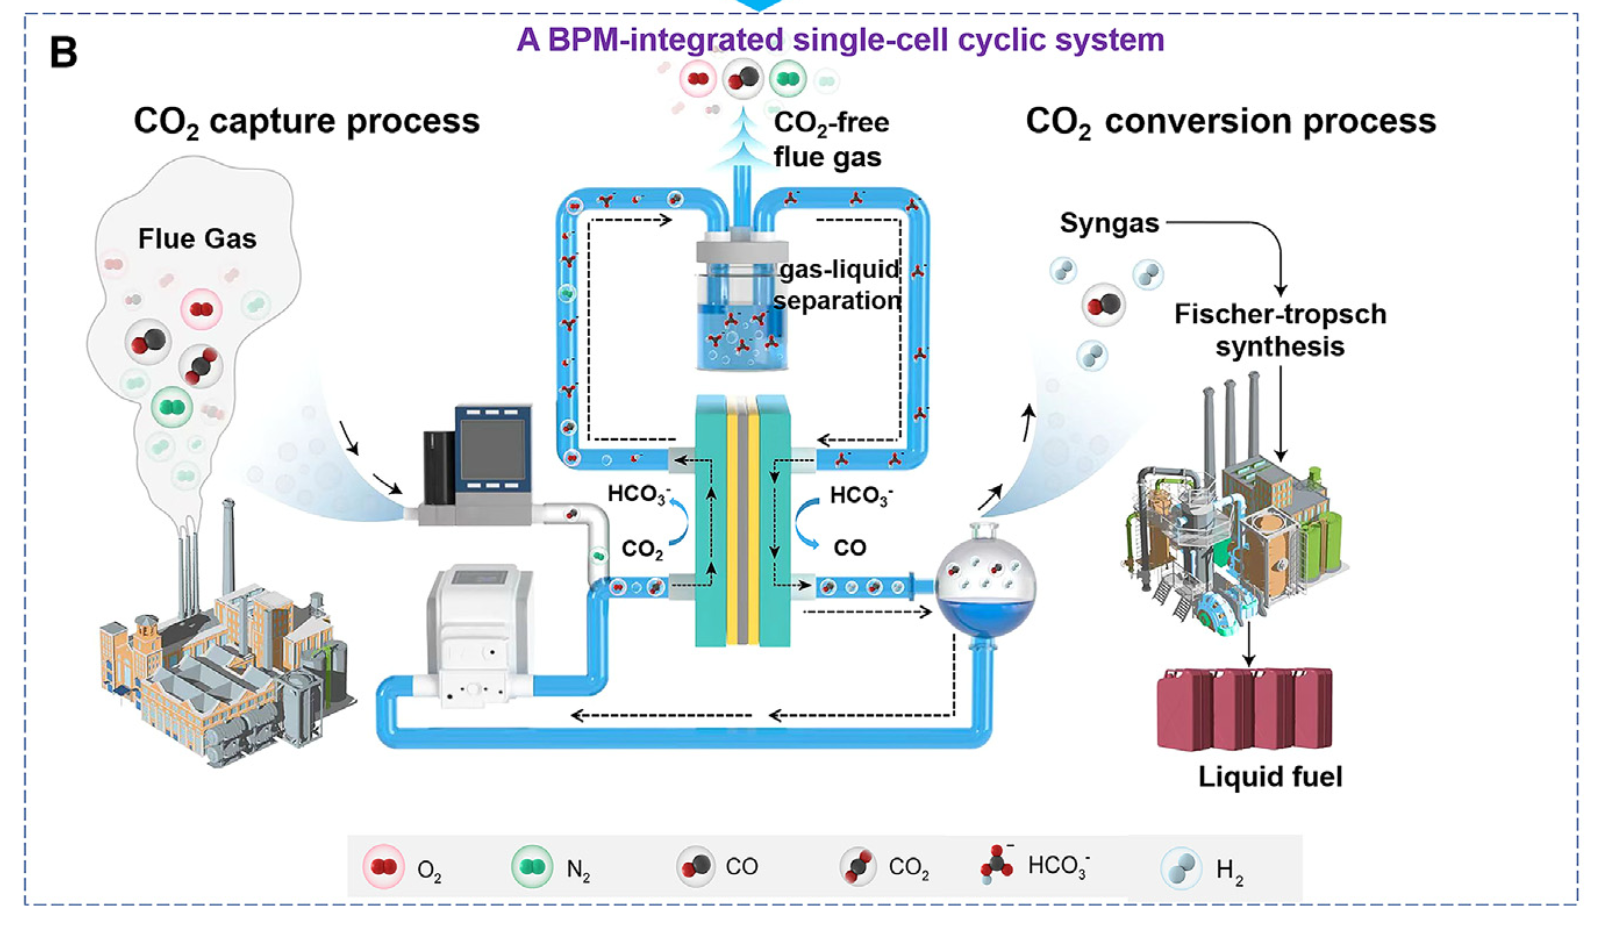 B
A BPM-integrated single-cell cyclic system
CO₂ capture process
CO₂-free
flue gas
CO₂ conversion process
Flue Gas
gas-liquid
separation
Syngas
Fischer-tropsch
synthesis
HCO₃⁻
CO₂
HCO₃⁻
CO
Liquid fuel
O₂
N₂
CO
CO₂
HCO₃⁻
H₂